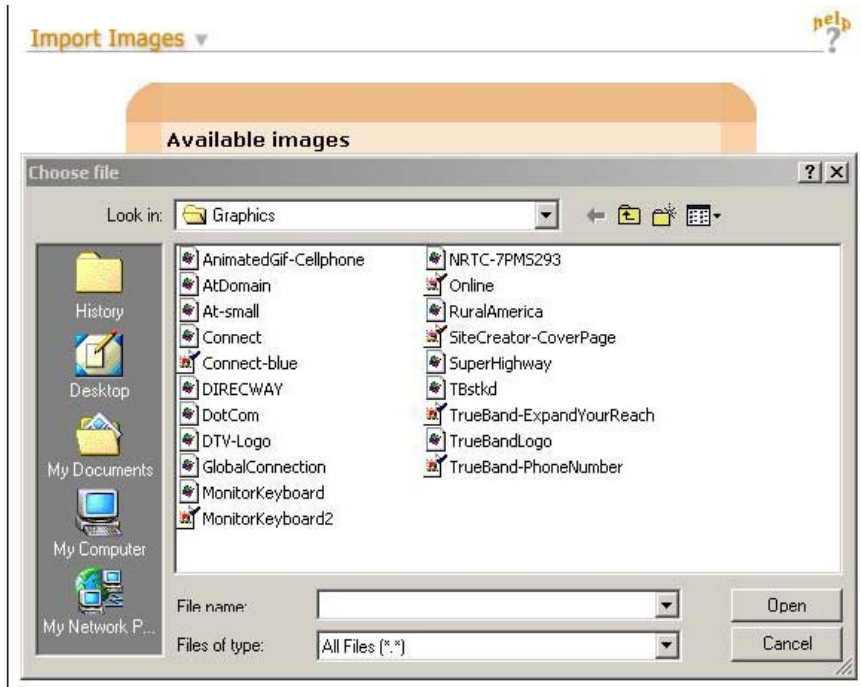 Import Images
help
?
Available images
Choose file
Look in: Graphics
History
Desktop
My Documents
My Computer
My Network P...
AnimatedGif-Cellphone
AtDomain
At-small
Connect
Connect-blue
DIRECWAY
DotCom
DTV-Logo
GlobalConnection
MonitorKeyboard
MonitorKeyboard2
NRTC-7PMS293
Online
RuralAmerica
SiteCreator-CoverPage
SuperHighway
TBstkd
TrueBand-ExpandYourReach
TrueBandLogo
TrueBand-PhoneNumber
File name:
Open
Files of type: All Files (*.*)
Cancel